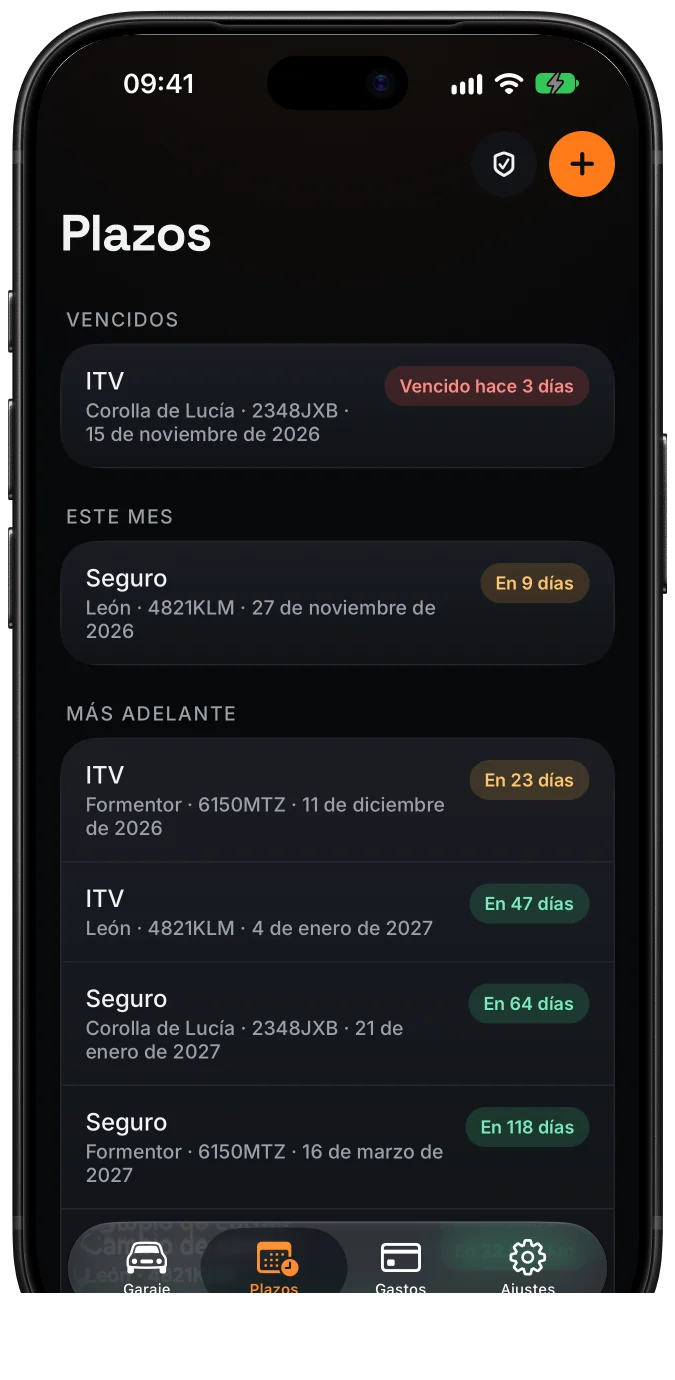 09:41
Plazos
VENCIDOS
ITV
Vencido hace 3 días
Corolla de Lucía · 2348JXB ·
15 de noviembre de 2026
ESTE MES
Seguro
En 9 días
León · 4821KLM · 27 de noviembre de
2026
MÁS ADELANTE
ITV
En 23 días
Formentor · 6150MTZ · 11 de diciembre
de 2026
ITV
En 47 días
León · 4821KLM · 4 de enero de 2027
Seguro
En 64 días
Corolla de Lucía · 2348JXB · 21 de
enero de 2027
Seguro
En 118 días
Formentor · 6150MTZ · 16 de marzo de
2027
Garaje
Plazos
Gastos
Ajustes